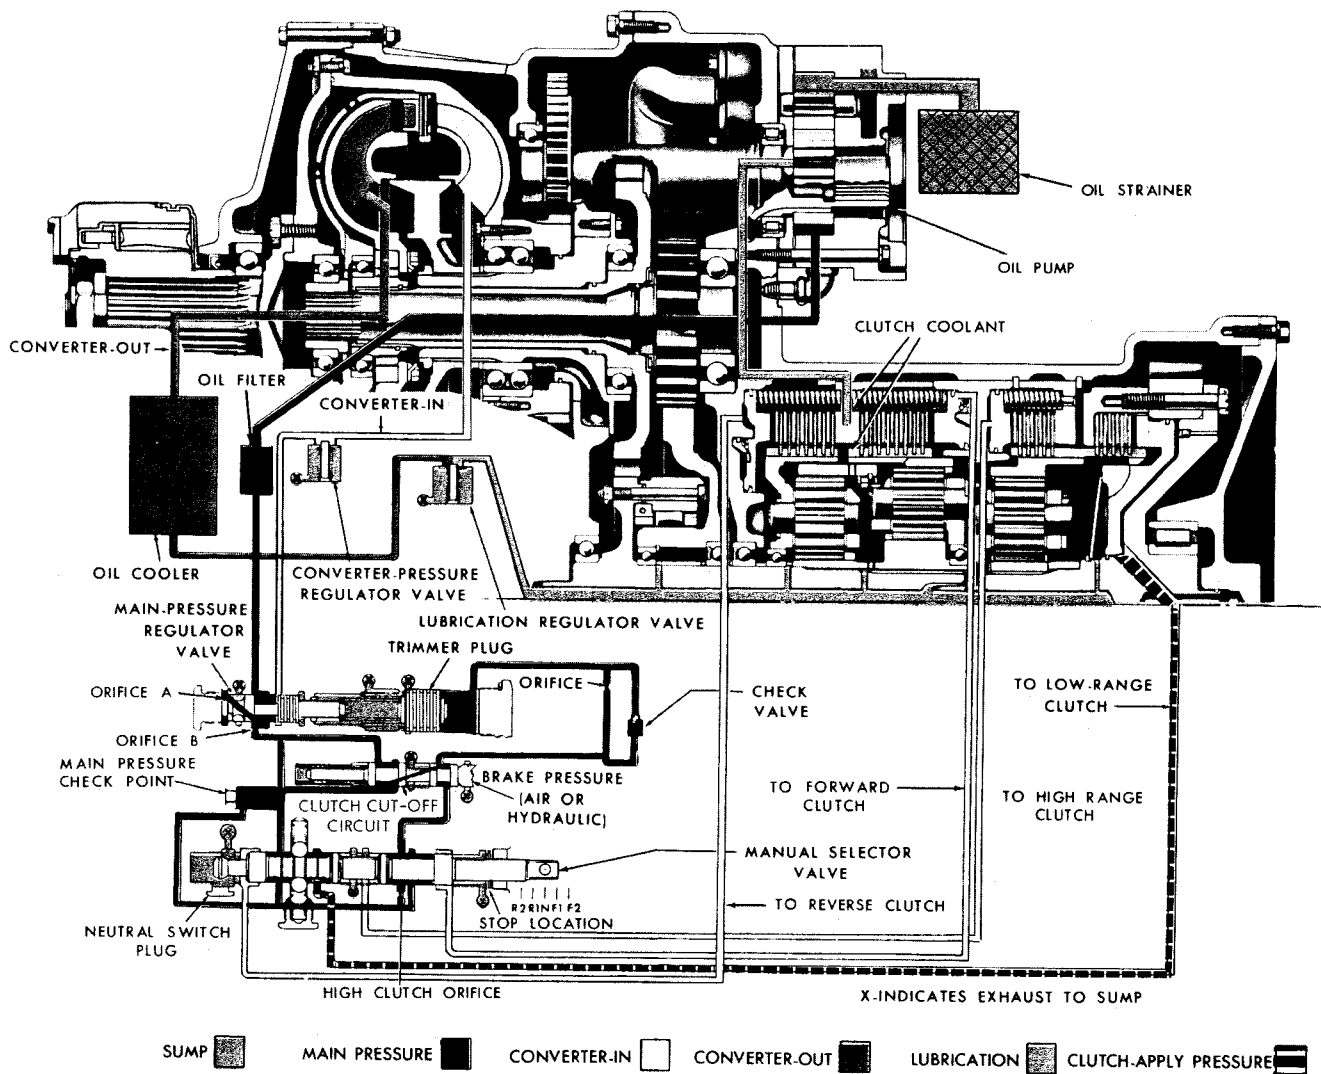 OIL STRAINER
OIL PUMP
CLUTCH COOLANT
CONVERTER-OUT
OIL FILTER
CONVERTER-IN
OIL COOLER
CONVERTER-PRESSURE
REGULATOR VALVE
MAIN-PRESSURE
REGULATOR
VALVE
LUBRICATION REGULATOR VALVE
TRIMMER PLUG
ORIFICE A
ORIFICE
CHECK
VALVE
TO LOW-RANGE
CLUTCH
ORIFICE B
MAIN PRESSURE
CHECK POINT
BRAKE PRESSURE
(AIR OR
HYDRAULIC)
CLUTCH CUT-OFF
CIRCUIT
TO FORWARD
CLUTCH
TO HIGH RANGE
CLUTCH
MANUAL SELECTOR
VALVE
R2R1NF1F2
STOP LOCATION
TO REVERSE CLUTCH
NEUTRAL SWITCH
PLUG
HIGH CLUTCH ORIFICE
X-INDICATES EXHAUST TO SUMP
SUMP
MAIN PRESSURE
CONVERTER-IN
CONVERTER-OUT
LUBRICATION
CLUTCH-APPLY PRESSURE